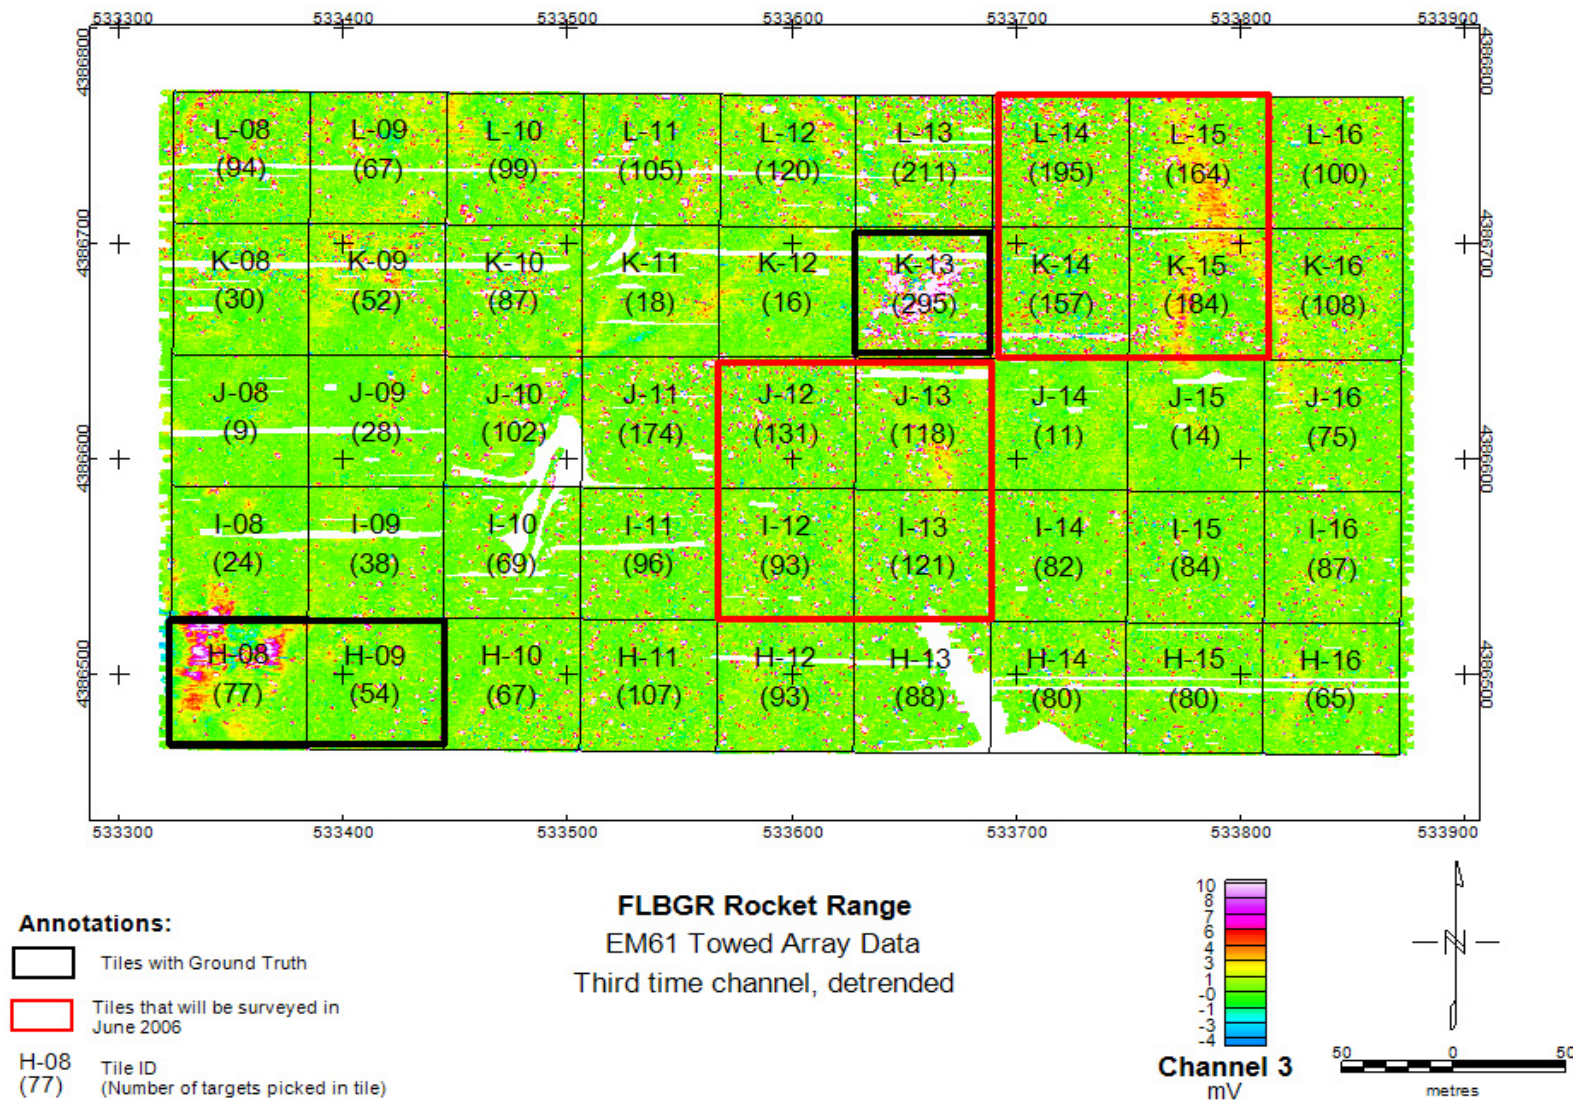 533300 533400 533500 533600 533700 533800 533900
4386800 4386800
L-08 L-09 L-10 L-11 L-12 L-13 L-14 L-15 L-16
(94) (67) (99) (105) (120) (211) (195) (164) (100)
4386700 4386700
K-08 K-09 K-10 K-11 K-12 K-13 K-14 K-15 K-16
(30) (52) (87) (18) (16) (295) (157) (184) (108)
J-08 J-09 J-10 J-11 J-12 J-13 J-14 J-15 J-16
(9) (28) (102) (174) (131) (118) (11) (14) (75)
4386600 4386600
I-08 I-09 I-10 I-11 I-12 I-13 I-14 I-15 I-16
(24) (38) (69) (96) (93) (121) (82) (84) (87)
H-08 H-09 H-10 H-11 H-12 H-13 H-14 H-15 H-16
(77) (54) (67) (107) (93) (88) (80) (80) (65)
4386500 4386500
533300 533400 533500 533600 533700 533800 533900
Annotations:
Tiles with Ground Truth
Tiles that will be surveyed in
June 2006
H-08
(77)
Tile ID
(Number of targets picked in tile)
FLBGR Rocket Range
EM61 Towed Array Data
Third time channel, detrended
10
8
7
6
4
3
1
-0
-1
-3
-4
Channel 3
mV
N
50 0 50
metres